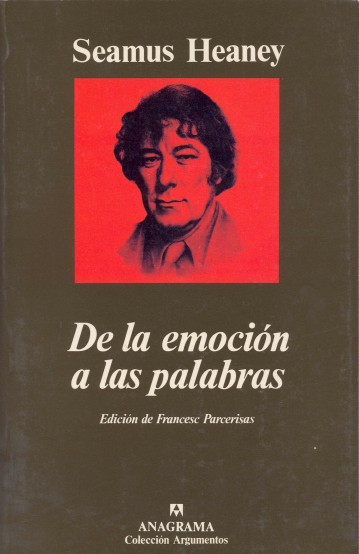 Seamus Heaney
De la emoción
a las palabras
Edición de Francesc Parcerisas
ANAGRAMA
Colección Argumentos